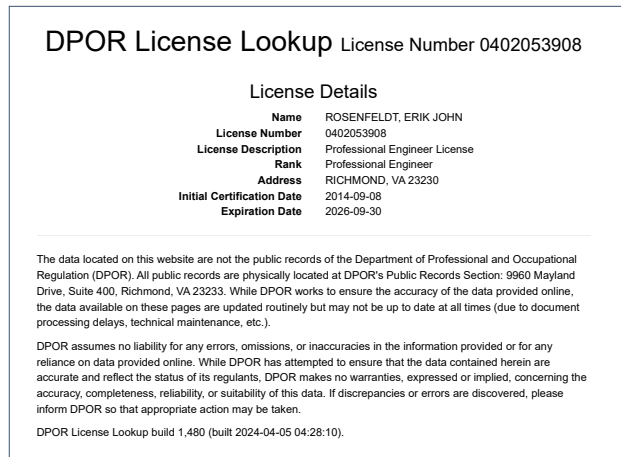 DPOR License Lookup License Number 0402053908
License Details
Name ROSENFELDT, ERIK JOHN
License Number 0402053908
License Description Professional Engineer License
Rank Professional Engineer
Address RICHMOND, VA 23230
Initial Certification Date 2014-09-08
Expiration Date 2026-09-30
The data located on this website are not the public records of the Department of Professional and Occupational
Regulation (DPOR). All public records are physically located at DPOR's Public Records Section: 9960 Mayland
Drive, Suite 400, Richmond, VA 23233. While DPOR works to ensure the accuracy of the data provided online,
the data available on these pages are updated routinely but may not be up to date at all times (due to document
processing delays, technical maintenance, etc.).
DPOR assumes no liability for any errors, omissions, or inaccuracies in the information provided or for any
reliance on data provided online. While DPOR has attempted to ensure that the data contained herein are
accurate and reflect the status of its regulants, DPOR makes no warranties, expressed or implied, concerning the
accuracy, completeness, reliability, or suitability of this data. If discrepancies or errors are discovered, please
inform DPOR so that appropriate action may be taken.
DPOR License Lookup build 1,480 (built 2024-04-05 04:28:10).